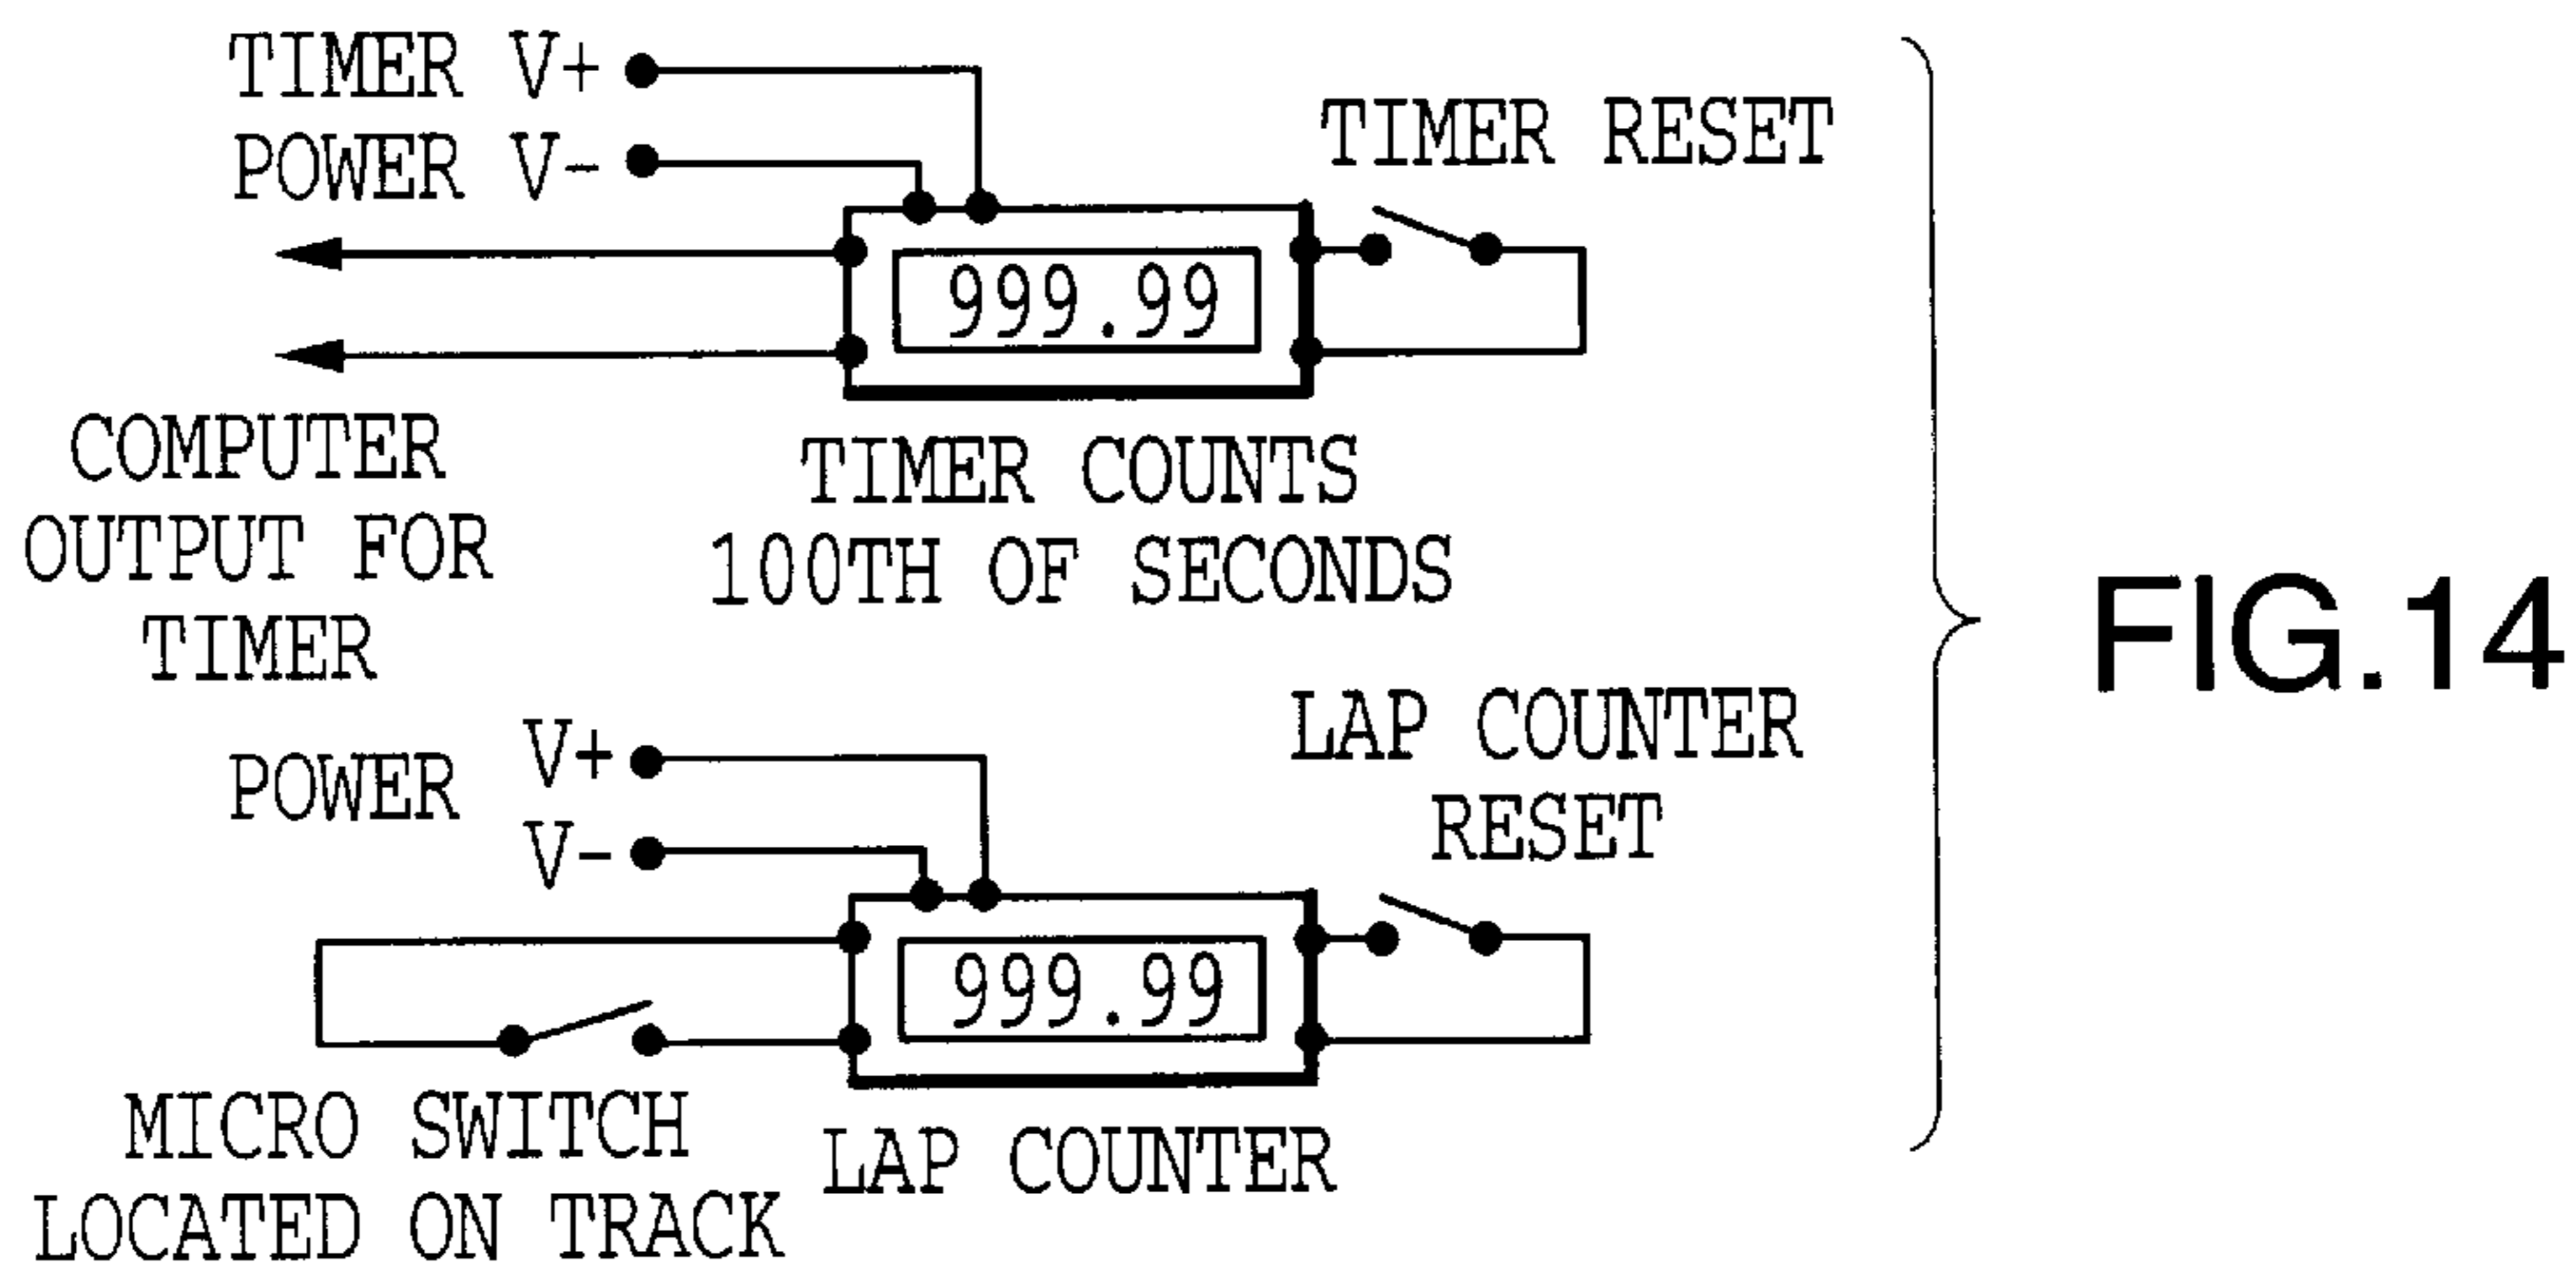 TIMER V+
POWER V-
TIMER RESET
999.99
COMPUTER
OUTPUT FOR
TIMER
TIMER COUNTS
100TH OF SECONDS
FIG.14
POWER
V+
V-
LAP COUNTER
RESET
999.99
MICRO SWITCH
LOCATED ON TRACK
LAP COUNTER